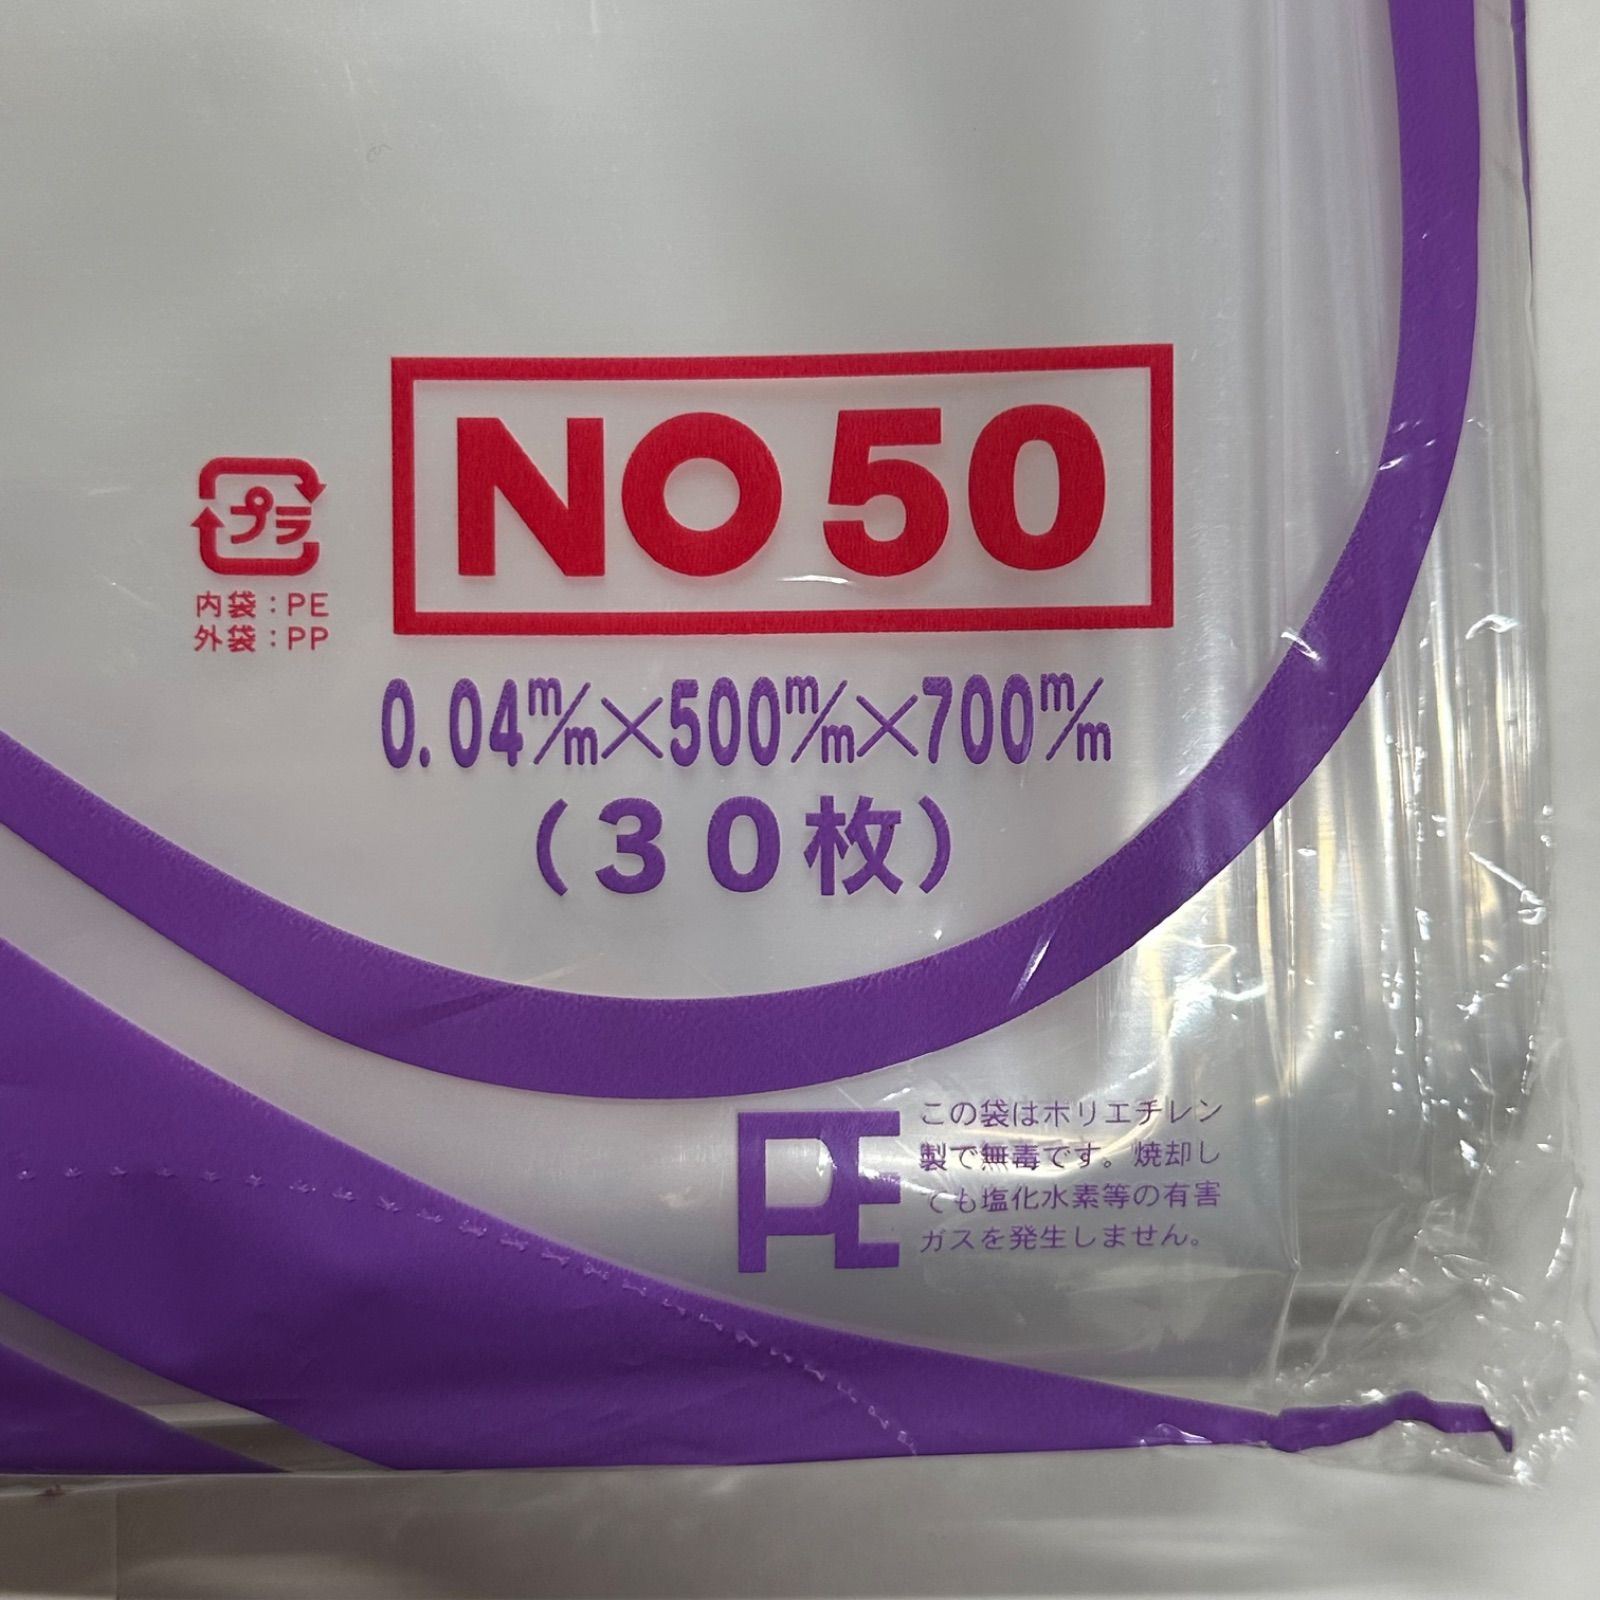 NO 50
プラ
内袋：PE
外袋：PP
0.04m/m×500m/m×700m/m
（30枚）
PE
この袋はポリエチレン
製で無毒です。焼却し
ても塩化水素等の有害
ガスを発生しません。